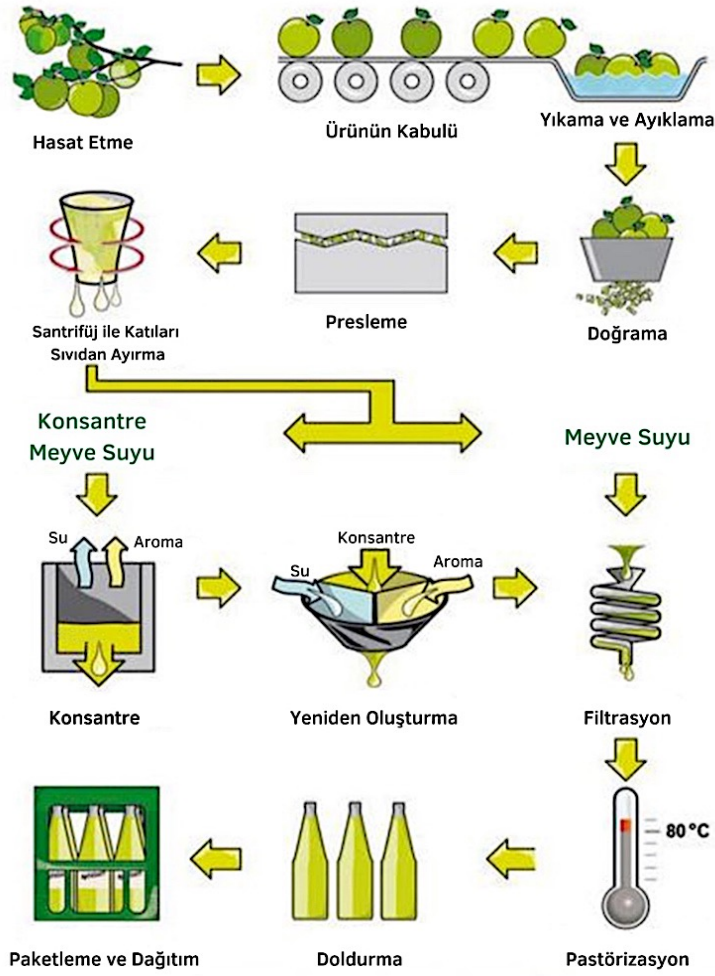 Hasat Etme
Ürünün Kabulü
Yıkama ve Ayıklama
Santrifüj ile Katıları
Sıvıdan Ayırma
Presleme
Doğrama
Konsantre
Meyve Suyu
Meyve Suyu
Su
Aroma
Konsantre
Su
Aroma
Konsantre
Yeniden Oluşturma
Filtrasyon
80 °C
Paketleme ve Dağıtım
Doldurma
Pastörizasyon